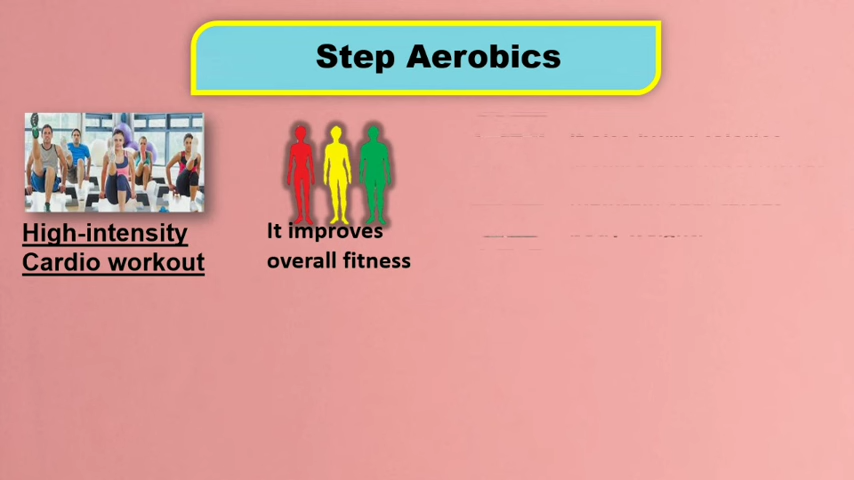 Step Aerobics
High-intensity
Cardio workout
It improves
overall fitness